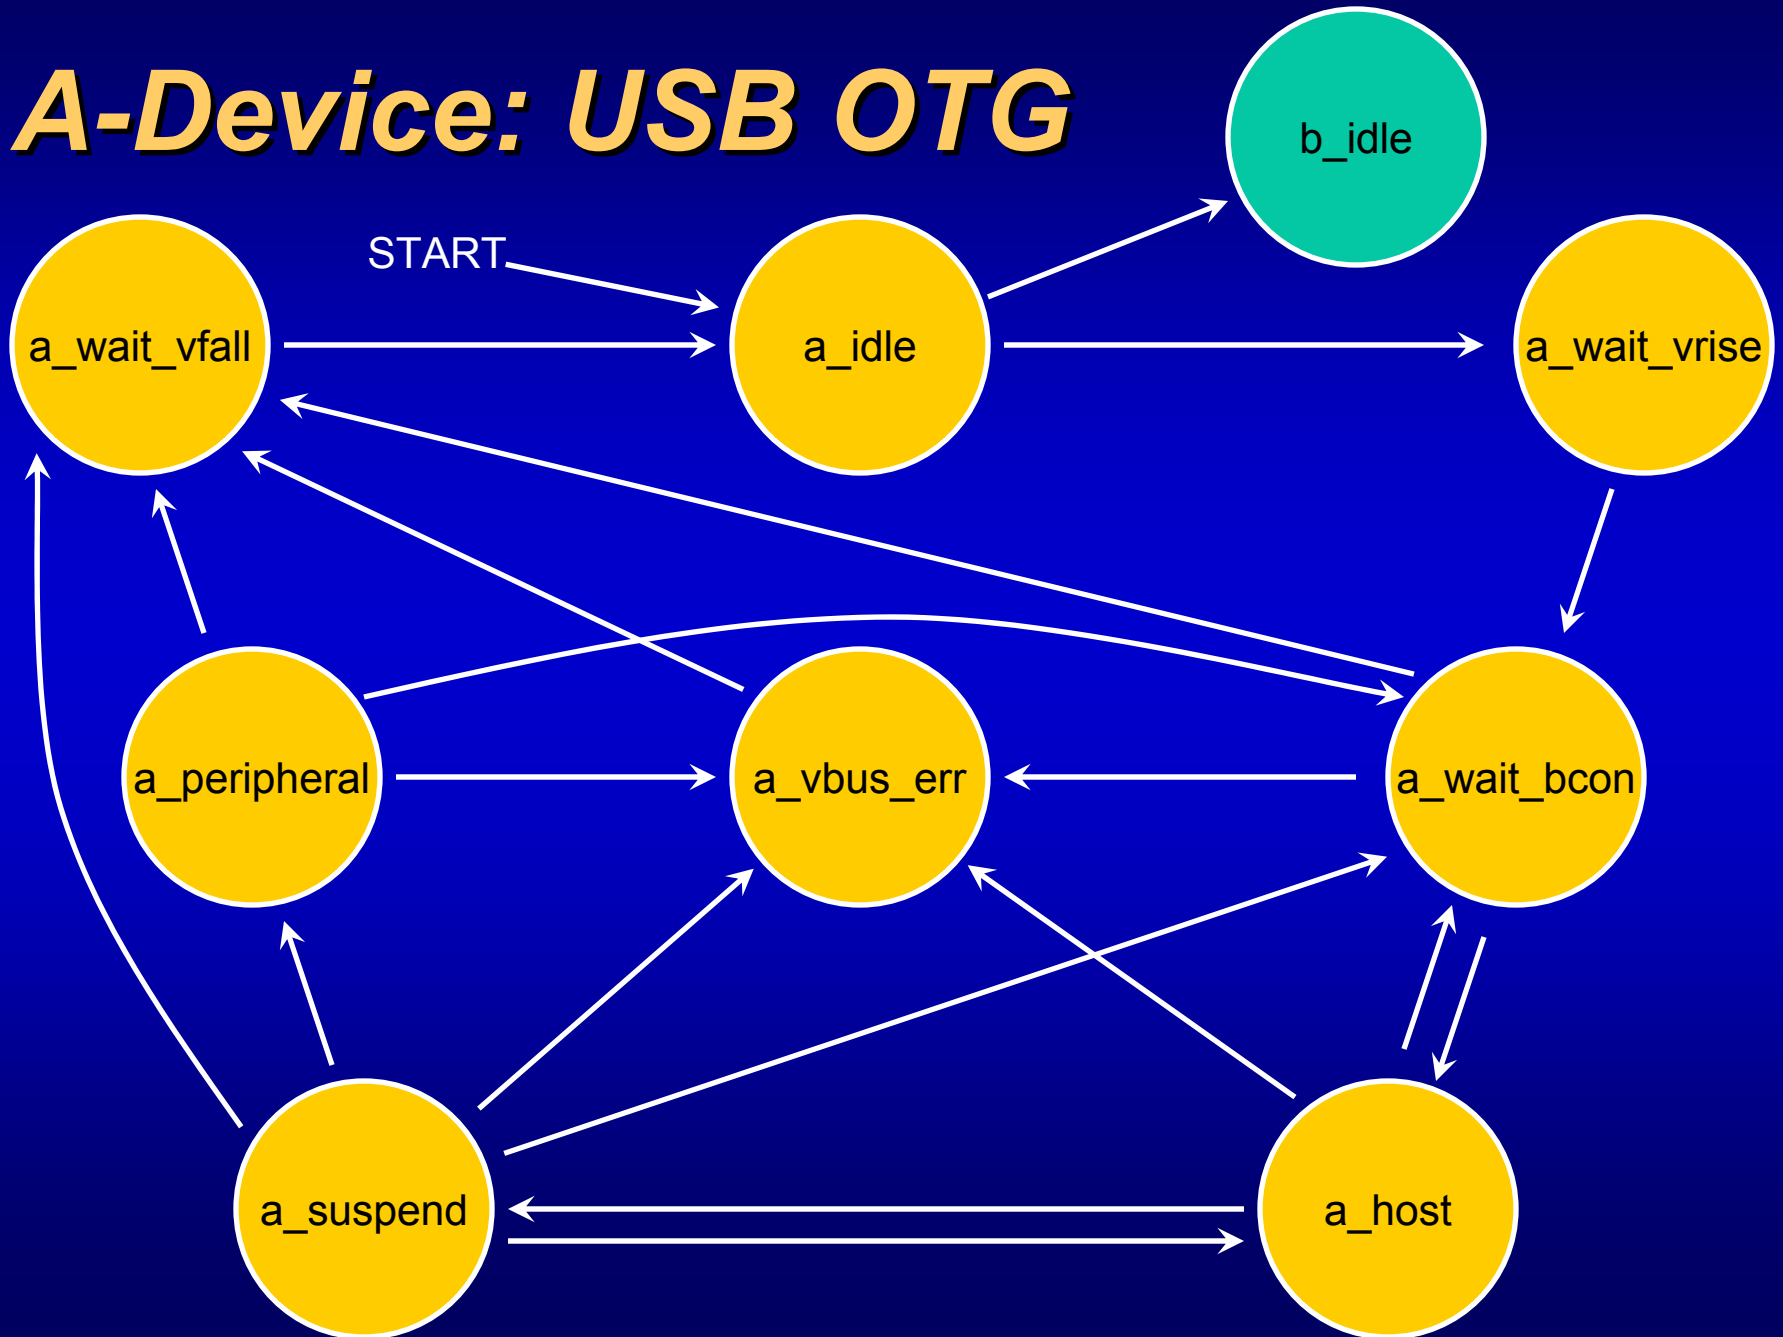 A-Device: USB OTG
b_idle
START
a_wait_vfall
a_idle
a_wait_vrise
a_peripheral
a_vbus_err
a_wait_bcon
a_suspend
a_host